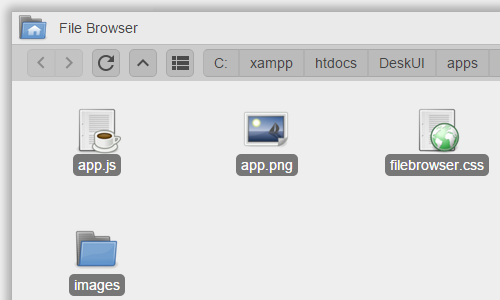 File Browser
C: xampp htdocs DeskUI apps
app.js app.png filebrowser.css
images